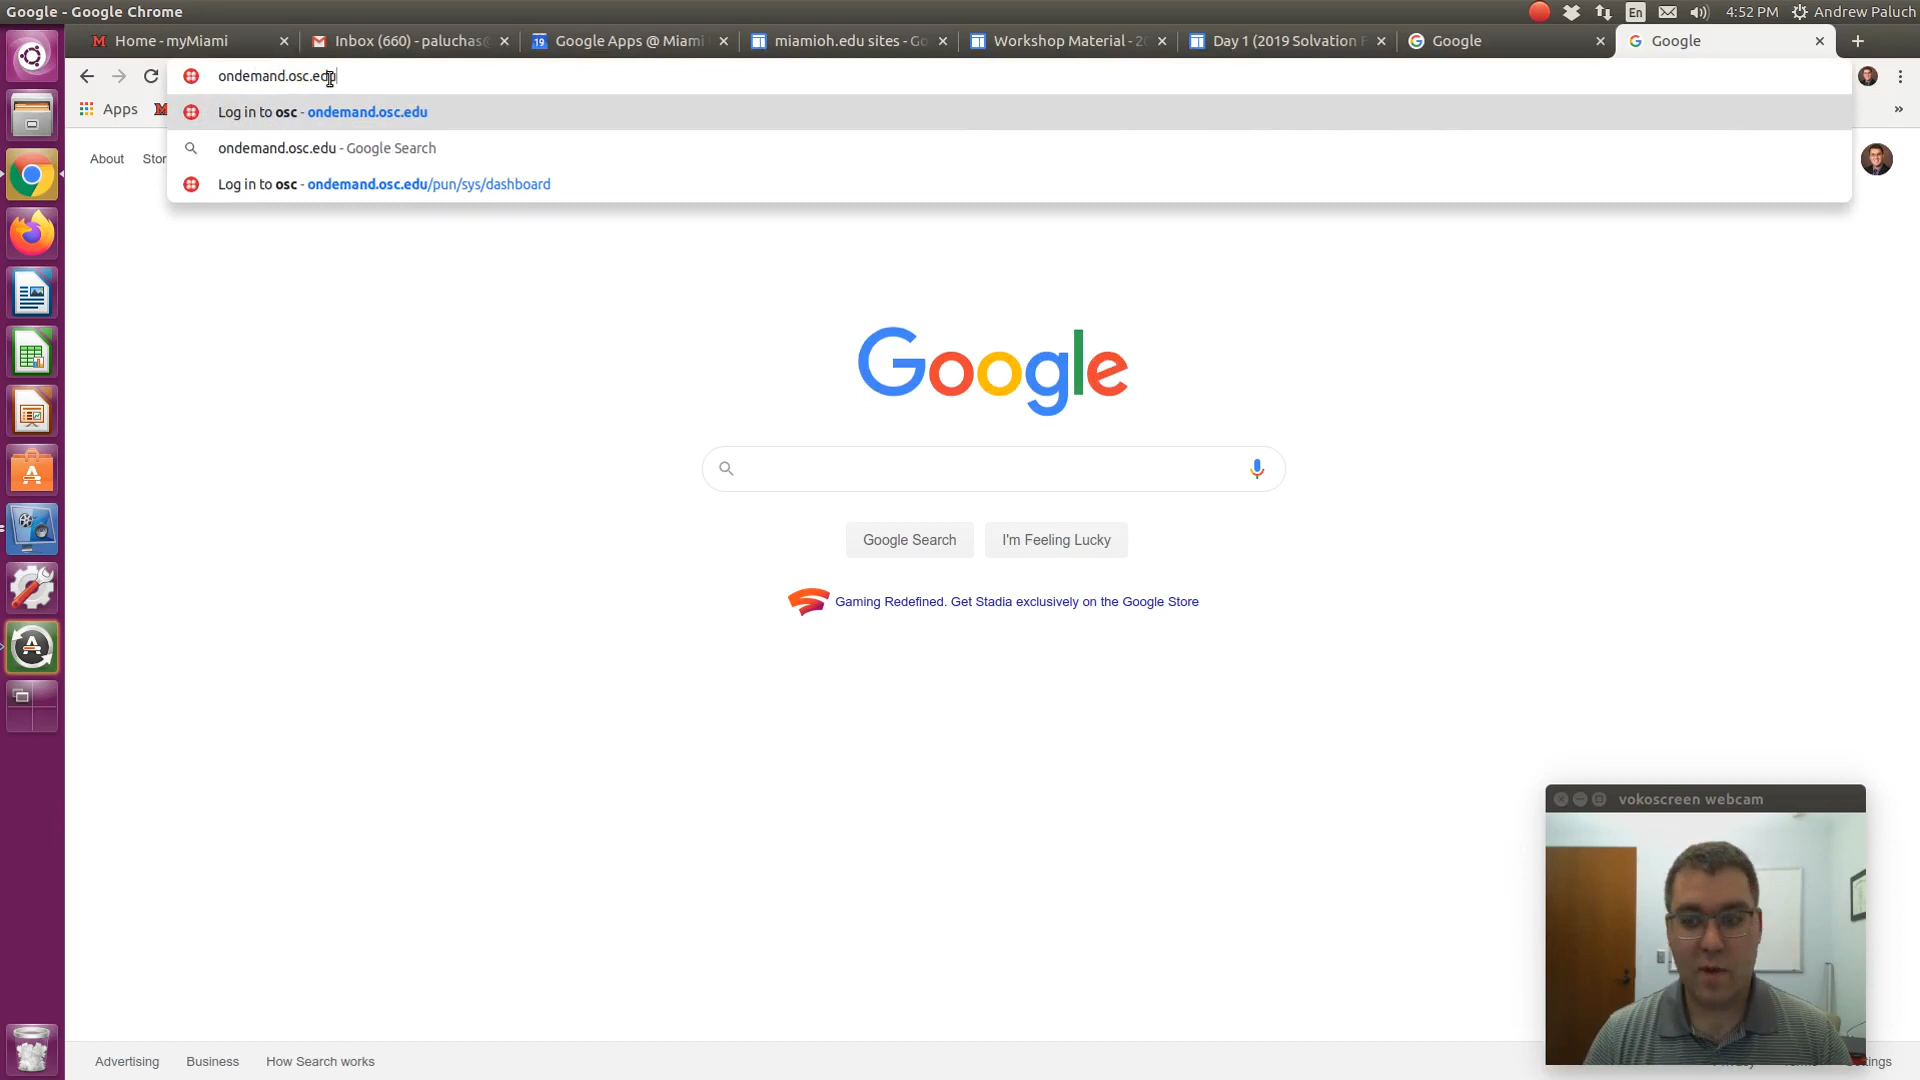 Google - Google Chrome
En
4:52 PM
Andrew Paluch
Home - myMiami
Inbox (660) - paluchas@
Google Apps @ Miami
miamioh.edu sites - Go
Workshop Material - 20
Day 1 (2019 Solvation F
Google
Google
ondemand.osc.edu
Apps
Log in to osc - ondemand.osc.edu
ondemand.osc.edu - Google Search
Log in to osc - ondemand.osc.edu/pun/sys/dashboard
About
Stor
Google
Google Search
I'm Feeling Lucky
Gaming Redefined. Get Stadia exclusively on the Google Store
vokoscreen webcam
Advertising
Business
How Search works